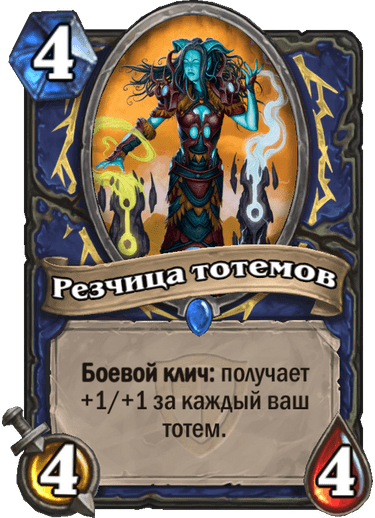 4
Резчица тотемов
Боевой клич: получает
+1/+1 за каждый ваш
тотем.
4
4